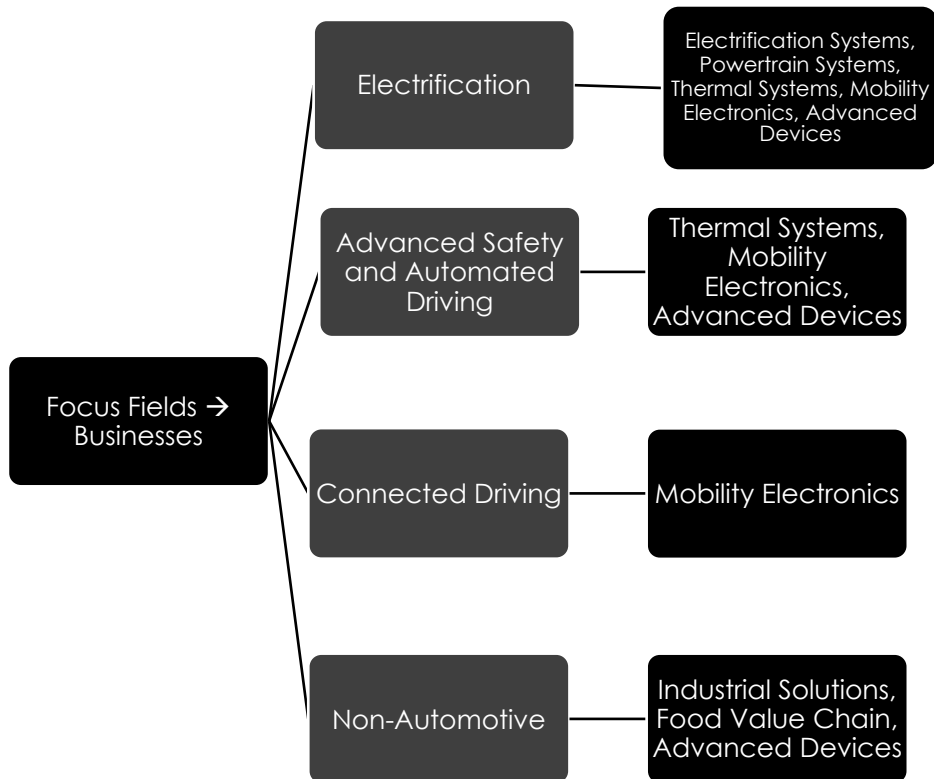 Focus Fields →
Businesses
Electrification
Electrification Systems,
Powertrain Systems,
Thermal Systems, Mobility
Electronics, Advanced
Devices
Advanced Safety
and Automated
Driving
Thermal Systems,
Mobility
Electronics,
Advanced Devices
Connected Driving
Mobility Electronics
Non-Automotive
Industrial Solutions,
Food Value Chain,
Advanced Devices